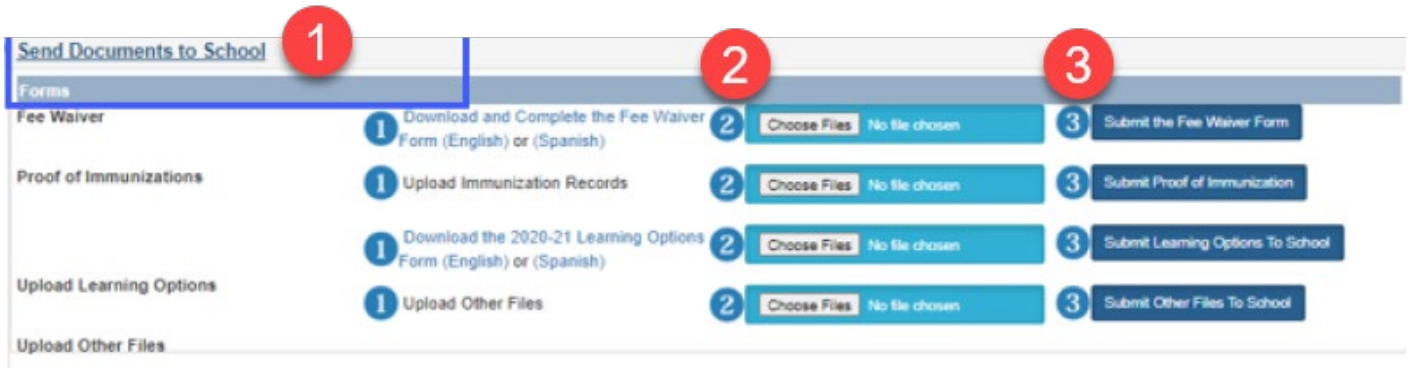 1
2
3
Send Documents to School
Forms
Fee Waiver
1 Download and Complete the Fee Waiver
Form (English) or (Spanish)
2 Choose Files No file chosen
3 Submit the Fee Waiver Form
Proof of Immunizations
1 Upload Immunization Records
2 Choose Files No file chosen
3 Submit Proof of Immunization
1 Download the 2020-21 Learning Options
Form (English) or (Spanish)
2 Choose Files No file chosen
3 Submit Learning Options To School
Upload Learning Options
1 Upload Other Files
2 Choose Files No file chosen
3 Submit Other Files To School
Upload Other Files